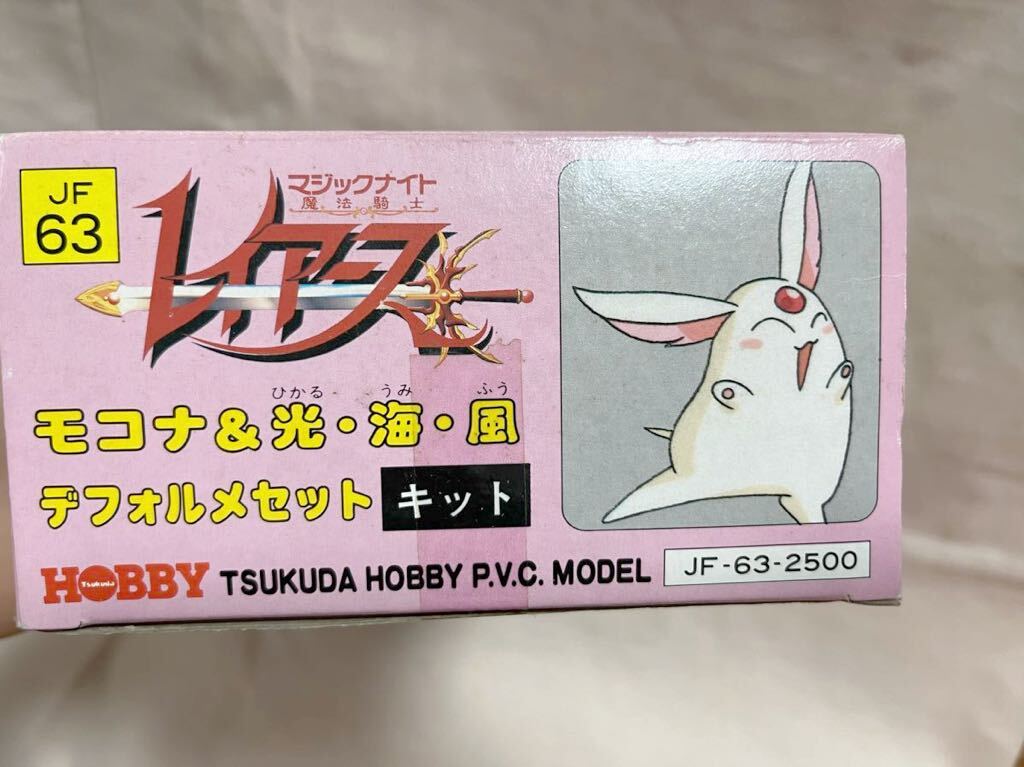 JF
63
マジックナイト
魔法騎士
レイアース
ひかる うみ ふう
モコナ&光・海・風
デフォルメセット キット
HOBBY Tsukuda TSUKUDA HOBBY P.V.C. MODEL JF-63-2500